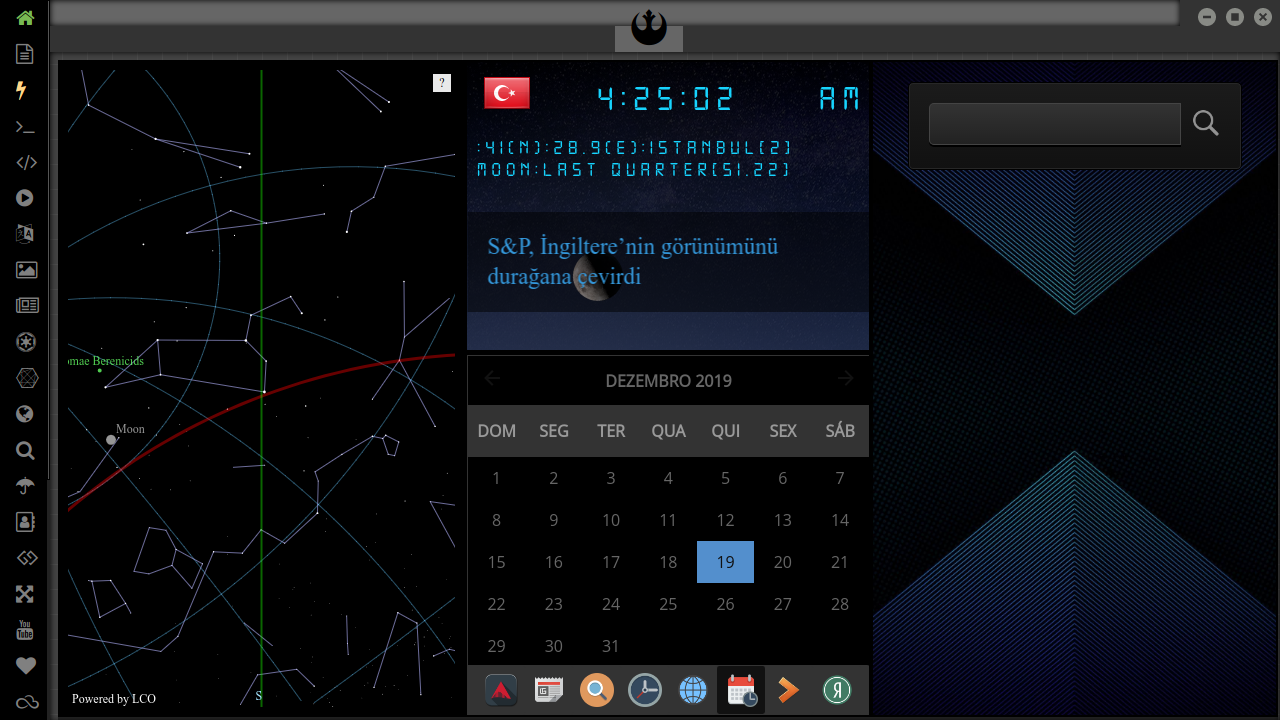 ?
omae Berenicids
Moon
Powered by LCO
S
4:25:02 AM
:41(N):28.9(E):ISTANBUL(2)
MOON:LAST QUARTER(51.22)
S&P, İngiltere’nin görünümünü
durağana çevirdi
DEZEMBRO 2019
DOM SEG TER QUA QUI SEX SÁB
1 2 3 4 5 6 7
8 9 10 11 12 13 14
15 16 17 18 19 20 21
22 23 24 25 26 27 28
29 30 31
You
Tube
Я